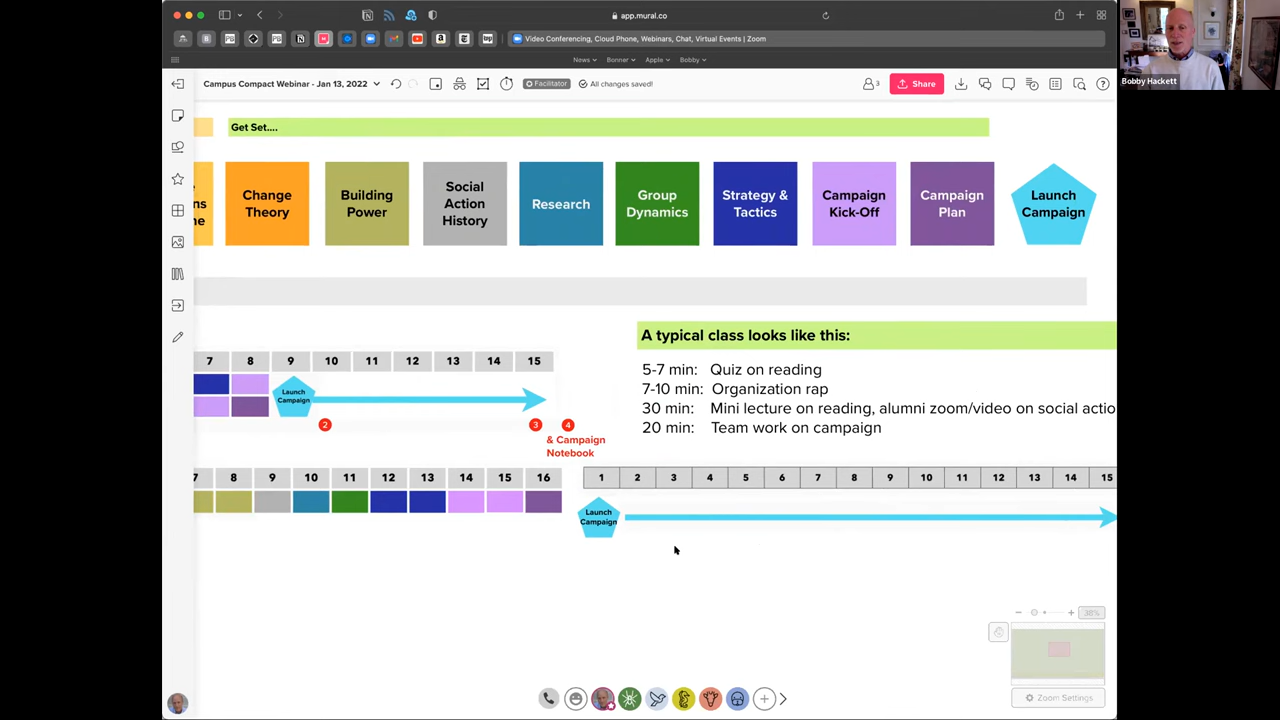 app.mural.co
Video Conferencing, Cloud Phone, Webinars, Chat, Virtual Events | Zoom
News Bonner Apple Bobby
Bobby Hackett
Campus Compact Webinar - Jan 13, 2022
Facilitator
All changes saved!
3
Share
Get Set....
Change Theory
Building Power
Social Action History
Research
Group Dynamics
Strategy & Tactics
Campaign Kick-Off
Campaign Plan
Launch Campaign
A typical class looks like this:
5-7 min: Quiz on reading
7-10 min: Organization rap
30 min: Mini lecture on reading, alumni zoom/video on social actio
20 min: Team work on campaign
7 8 9 10 11 12 13 14 15
Launch Campaign
2 3 4
& Campaign
Notebook
7 8 9 10 11 12 13 14 15 16
1 2 3 4 5 6 7 8 9 10 11 12 13 14 15
Launch Campaign
38%
Zoom Settings